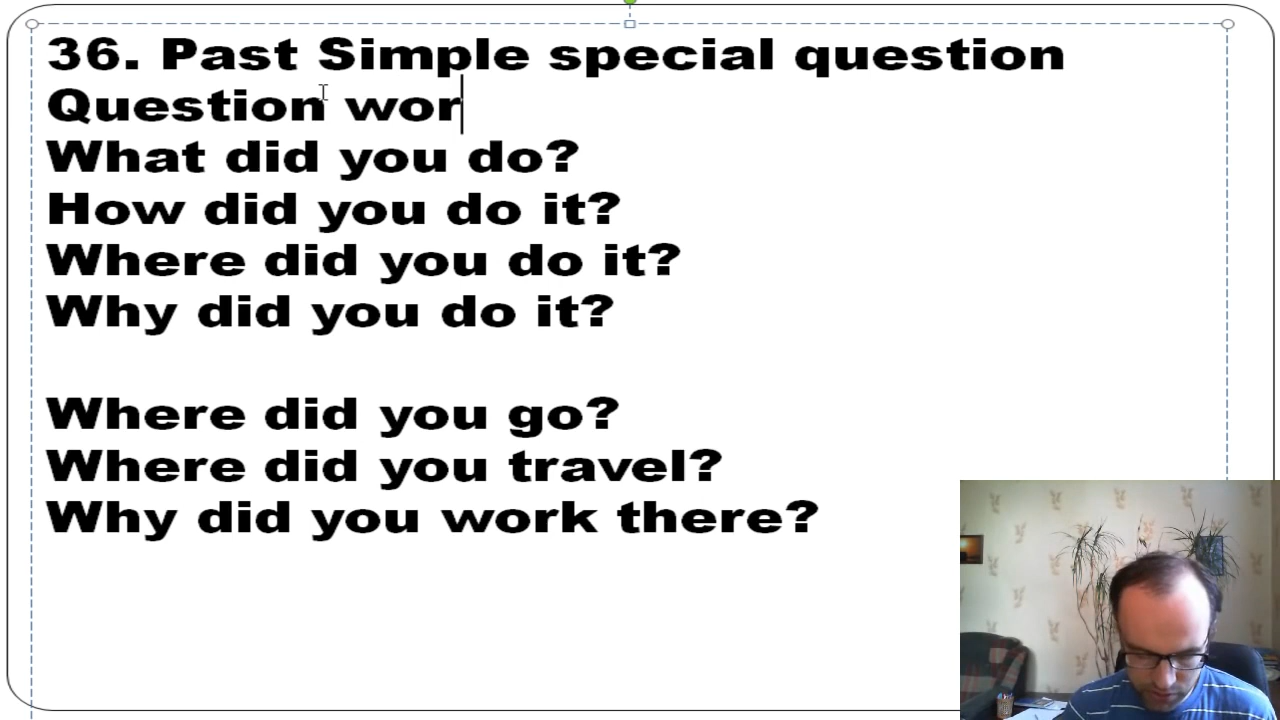 36. Past Simple special question
Question wor
What did you do?
How did you do it?
Where did you do it?
Why did you do it?
Where did you go?
Where did you travel?
Why did you work there?